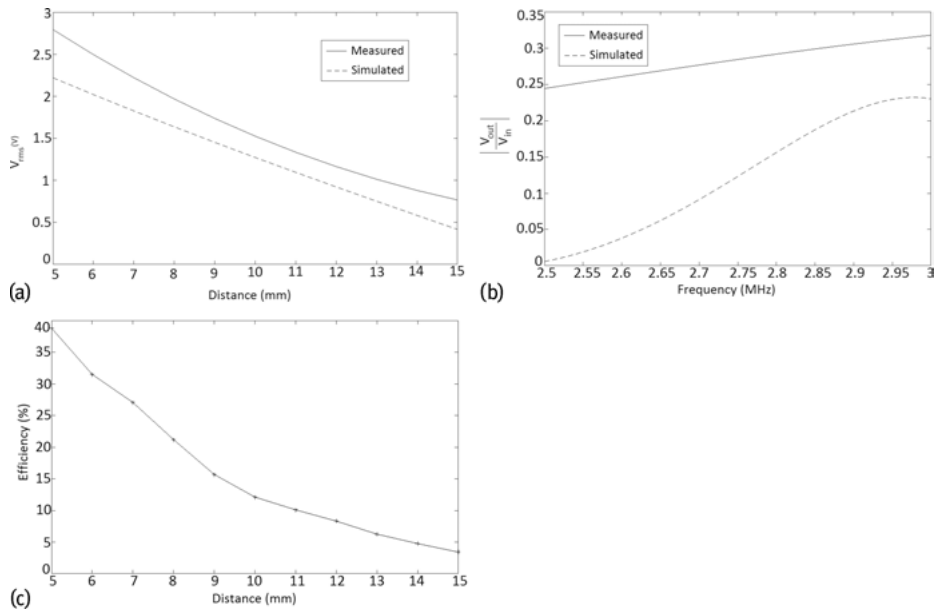 3
2.5
2
1.5
1
0.5
0
V_rms (V)
Measured
Simulated
5 6 7 8 9 10 11 12 13 14 15
Distance (mm)
(a)
0.35
0.30
0.25
0.2
0.15
0.1
0.05
0
|V_out/V_in|
Measured
Simulated
2.5 2.55 2.6 2.65 2.7 2.75 2.8 2.85 2.9 2.95 3
Frequency (MHz)
(b)
40
35
30
25
20
15
10
5
0
Efficiency (%)
5 6 7 8 9 10 11 12 13 14 15
Distance (mm)
(c)